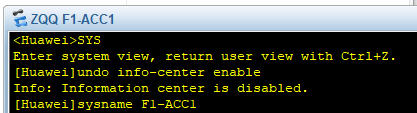 ZQQ F1-ACC1
<Huawei>SYS
Enter system view, return user view with Ctrl+Z.
[Huawei]undo info-center enable
Info: Information center is disabled.
[Huawei]sysname F1-ACC1